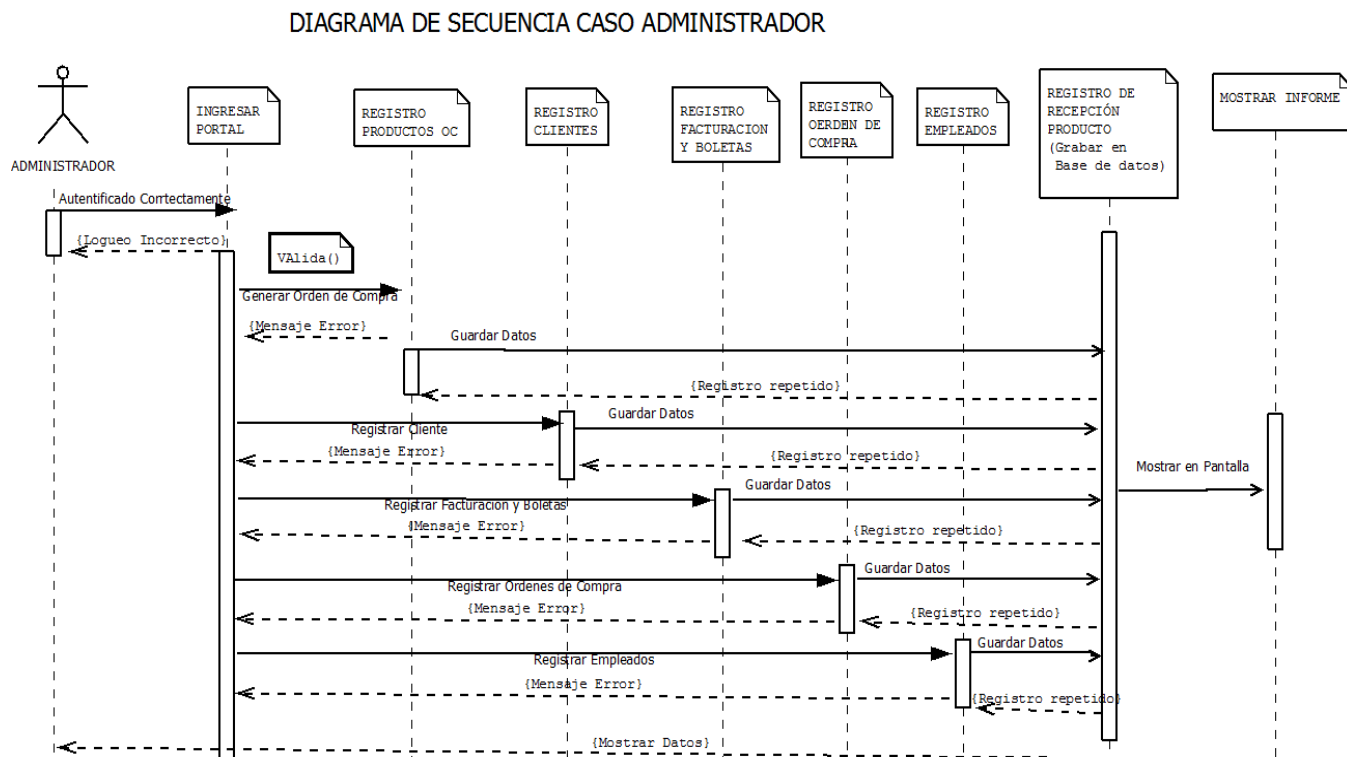 DIAGRAMA DE SECUENCIA CASO ADMINISTRADOR
ADMINISTRADOR
INGRESAR
PORTAL
REGISTRO
PRODUCTOS OC
REGISTRO
CLIENTES
REGISTRO
FACTURACION
Y BOLETAS
REGISTRO
OERDEN DE
COMPRA
REGISTRO
EMPLEADOS
REGISTRO DE
RECEPCIÓN
PRODUCTO
(Grabar en
Base de datos)
MOSTRAR INFORME
Autentificado Corrtectamente
{Logueo Incorrecto}
VAlida()
Generar Orden de Compra
{Mensaje Error}
Guardar Datos
{Registro repetido}
Registrar Cliente
Guardar Datos
{Mensaje Error}
{Registro repetido}
Mostrar en Pantalla
Registrar Facturacion y Boletas
Guardar Datos
{Mensaje Error}
{Registro repetido}
Registrar Ordenes de Compra
Guardar Datos
{Mensaje Error}
{Registro repetido}
Registrar Empleados
Guardar Datos
{Mensaje Error}
{Registro repetido}
{Mostrar Datos}